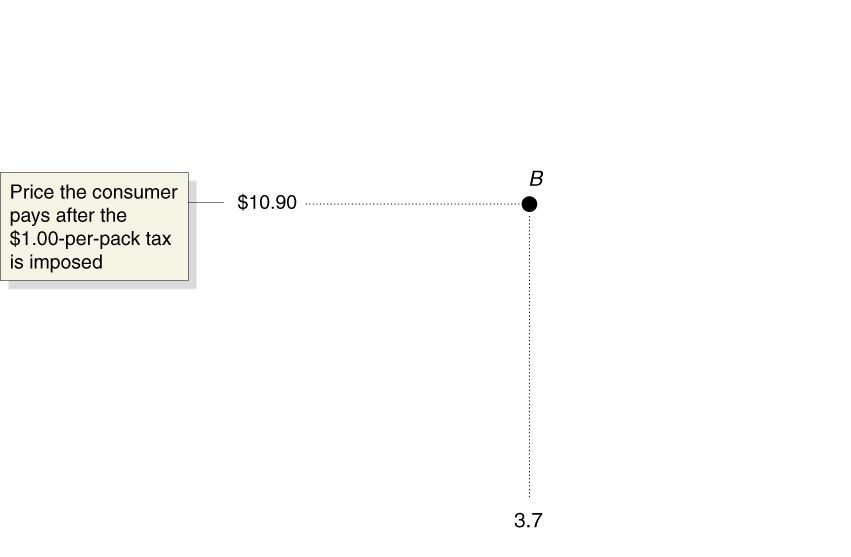 B
Price the consumer
pays after the
$1.00-per-pack tax
is imposed
$10.90
3.7